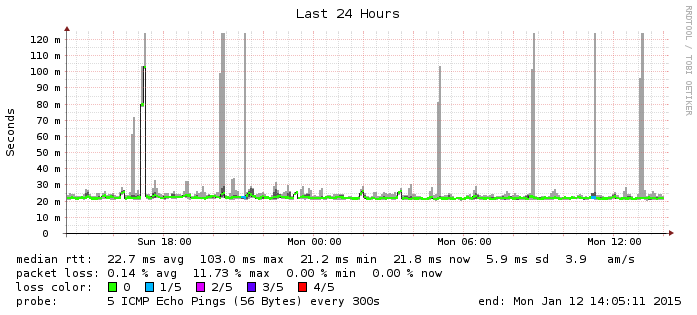 Last 24 Hours
RRDTOOL / TOBI OETIKER
Seconds
120 m
110 m
100 m
90 m
80 m
70 m
60 m
50 m
40 m
30 m
20 m
10 m
0
Sun 18:00 Mon 00:00 Mon 06:00 Mon 12:00
median rtt: 22.7 ms avg 103.0 ms max 21.2 ms min 21.8 ms now 5.9 ms sd 3.9 am/s
packet loss: 0.14 % avg 11.73 % max 0.00 % min 0.00 % now
loss color: 0 1/5 2/5 3/5 4/5
probe: 5 ICMP Echo Pings (56 Bytes) every 300s end: Mon Jan 12 14:05:11 2015